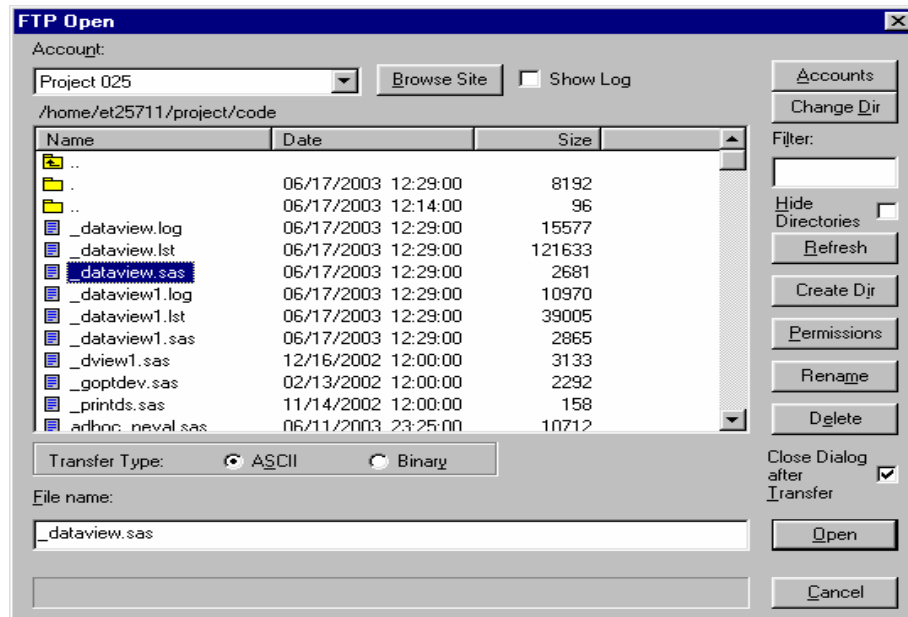 FTP Open
Account:
Project 025
Browse Site
Show Log
Accounts
Change Dir
/home/et25711/project/code
Name Date Size
..
. 06/17/2003 12:29:00 8192
.. 06/17/2003 12:14:00 96
_dataview.log 06/17/2003 12:29:00 15577
_dataview.lst 06/17/2003 12:29:00 121633
_dataview.sas 06/17/2003 12:29:00 2681
_dataview1.log 06/17/2003 12:29:00 10970
_dataview1.lst 06/17/2003 12:29:00 39005
_dataview1.sas 06/17/2003 12:29:00 2865
_dview1.sas 12/16/2002 12:00:00 3133
_goptdev.sas 02/13/2002 12:00:00 2292
_printds.sas 11/14/2002 12:00:00 158
adhoc_neval.sas 06/11/2003 23:25:00 10712
Filter:
Hide
Directories
Refresh
Create Dir
Permissions
Rename
Delete
Transfer Type: ASCII Binary
Close Dialog
after
Transfer
File name:
_dataview.sas
Open
Cancel